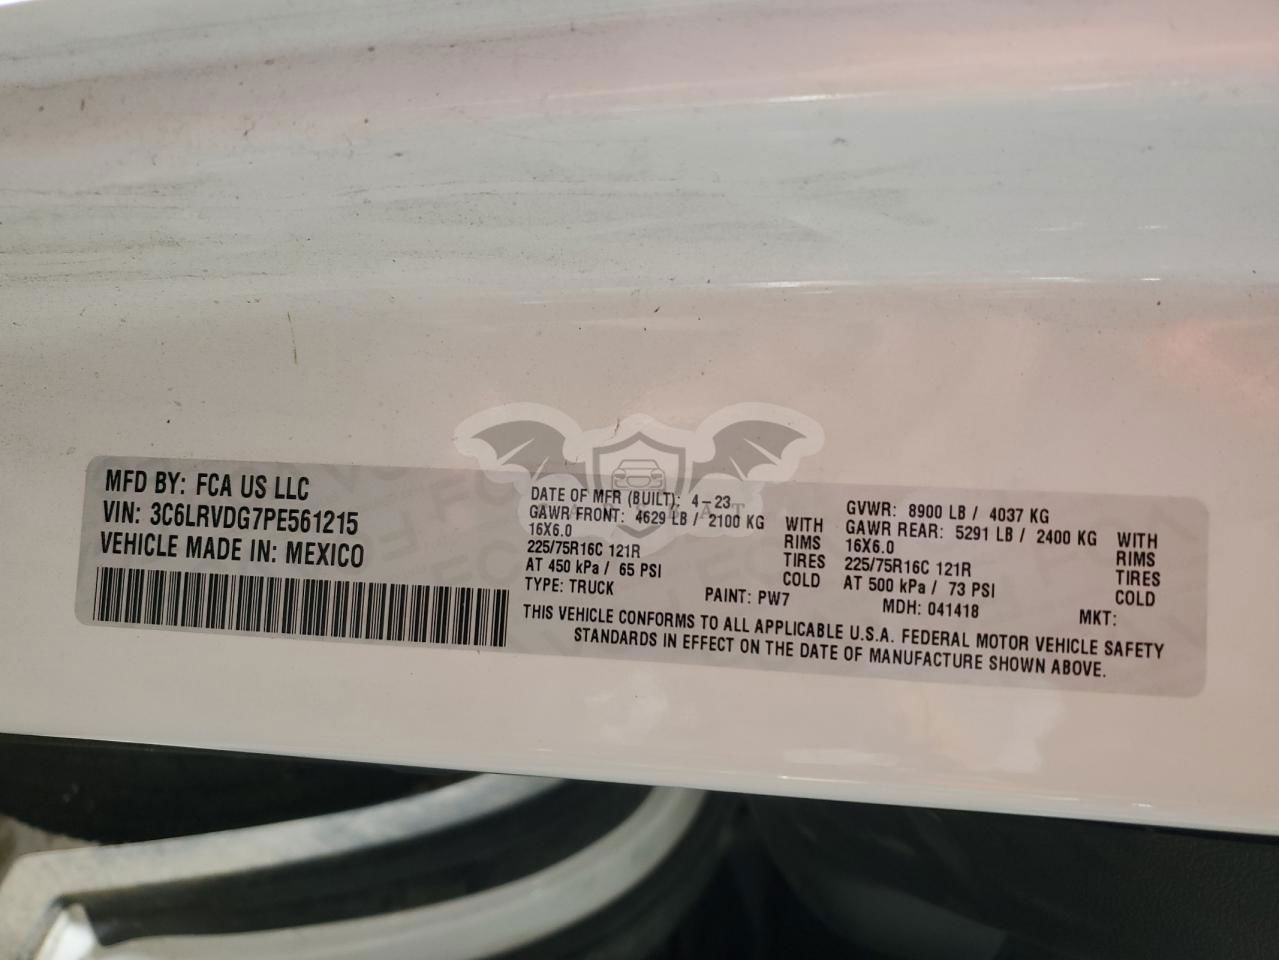 MFD BY: FCA US LLC
VIN: 3C6LRVDG7PE561215
VEHICLE MADE IN: MEXICO
DATE OF MFR (BUILT): 4-23
GAWR FRONT: 4629 LB / 2100 KG
16X6.0
225/75R16C 121R
AT 450 kPa / 65 PSI
TYPE: TRUCK
WITH
RIMS
TIRES
COLD
PAINT: PW7
GVWR: 8900 LB / 4037 KG
GAWR REAR: 5291 LB / 2400 KG
16X6.0
225/75R16C 121R
AT 500 kPa / 73 PSI
MDH: 041418
WITH
RIMS
TIRES
COLD
MKT:
THIS VEHICLE CONFORMS TO ALL APPLICABLE U.S.A. FEDERAL MOTOR VEHICLE SAFETY
STANDARDS IN EFFECT ON THE DATE OF MANUFACTURE SHOWN ABOVE.